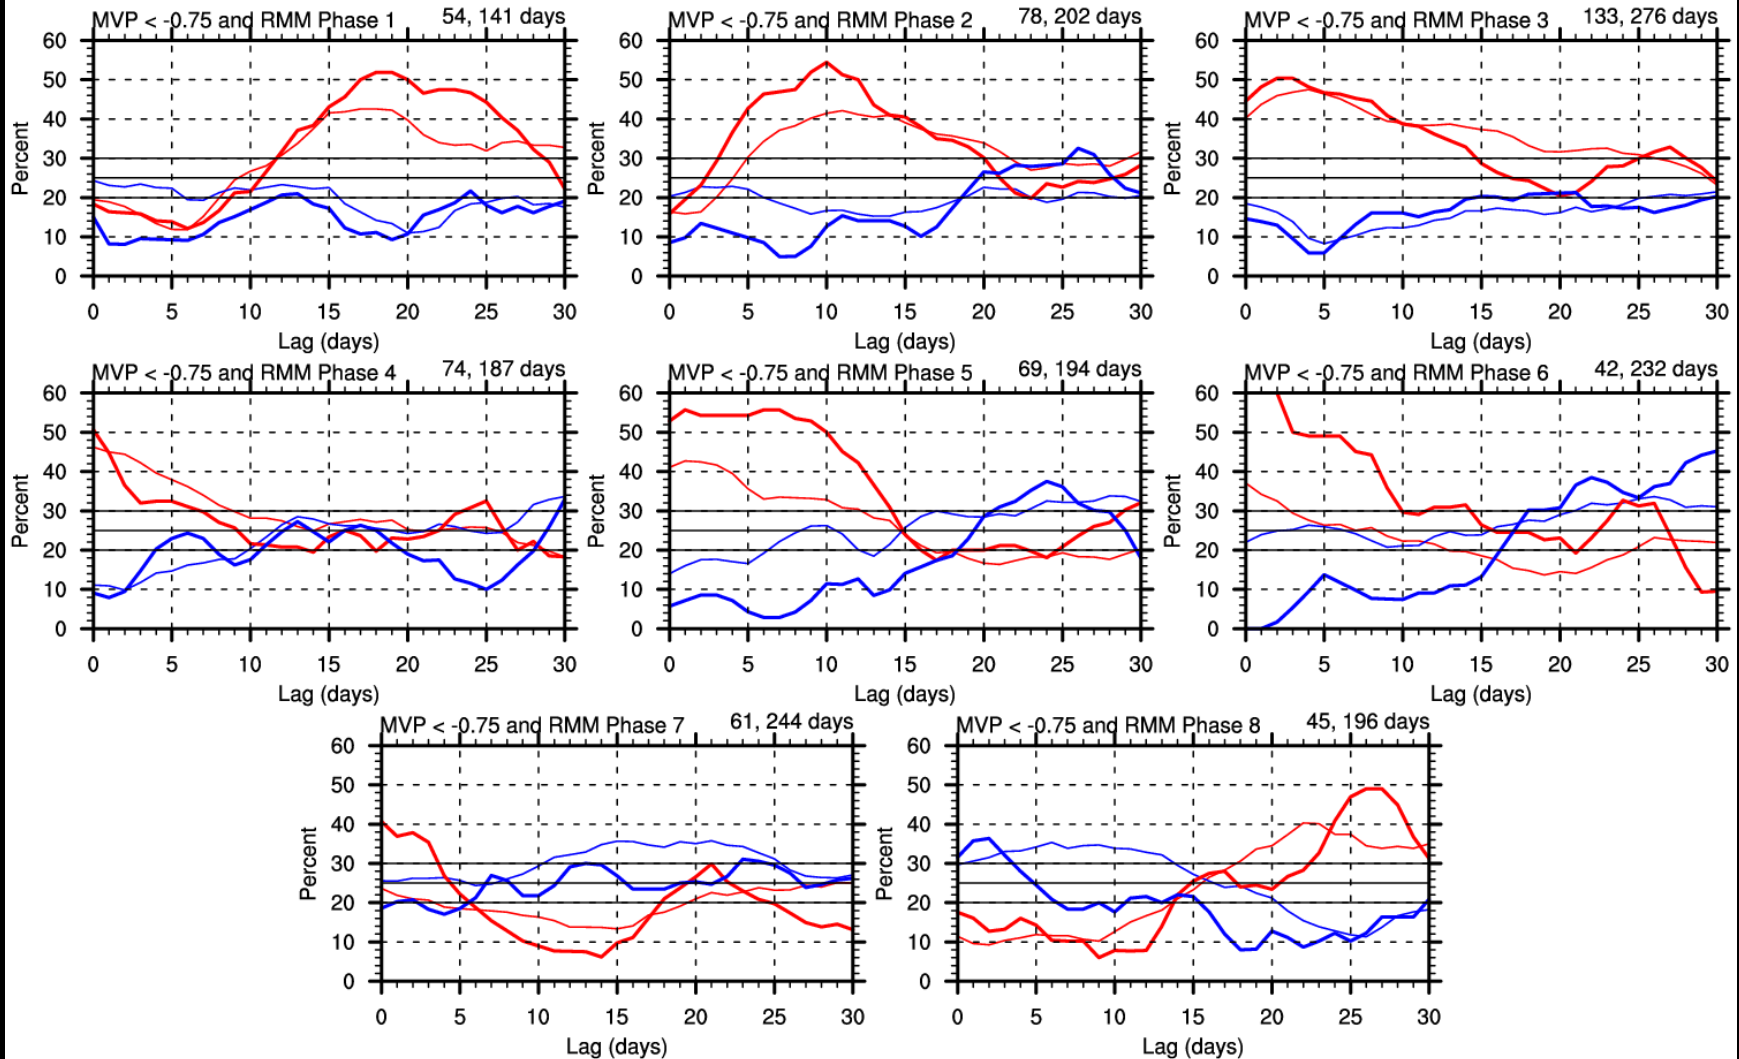 MVP < -0.75 and RMM Phase 1 54, 141 days
60
50
40
30
20
10
0
Percent
0 5 10 15 20 25 30
Lag (days)
MVP < -0.75 and RMM Phase 2 78, 202 days
60
50
40
30
20
10
0
Percent
0 5 10 15 20 25 30
Lag (days)
MVP < -0.75 and RMM Phase 3 133, 276 days
60
50
40
30
20
10
0
Percent
0 5 10 15 20 25 30
Lag (days)
MVP < -0.75 and RMM Phase 4 74, 187 days
60
50
40
30
20
10
0
Percent
0 5 10 15 20 25 30
Lag (days)
MVP < -0.75 and RMM Phase 5 69, 194 days
60
50
40
30
20
10
0
Percent
0 5 10 15 20 25 30
Lag (days)
MVP < -0.75 and RMM Phase 6 42, 232 days
60
50
40
30
20
10
0
Percent
0 5 10 15 20 25 30
Lag (days)
MVP < -0.75 and RMM Phase 7 61, 244 days
60
50
40
30
20
10
0
Percent
0 5 10 15 20 25 30
Lag (days)
MVP < -0.75 and RMM Phase 8 45, 196 days
60
50
40
30
20
10
0
Percent
0 5 10 15 20 25 30
Lag (days)